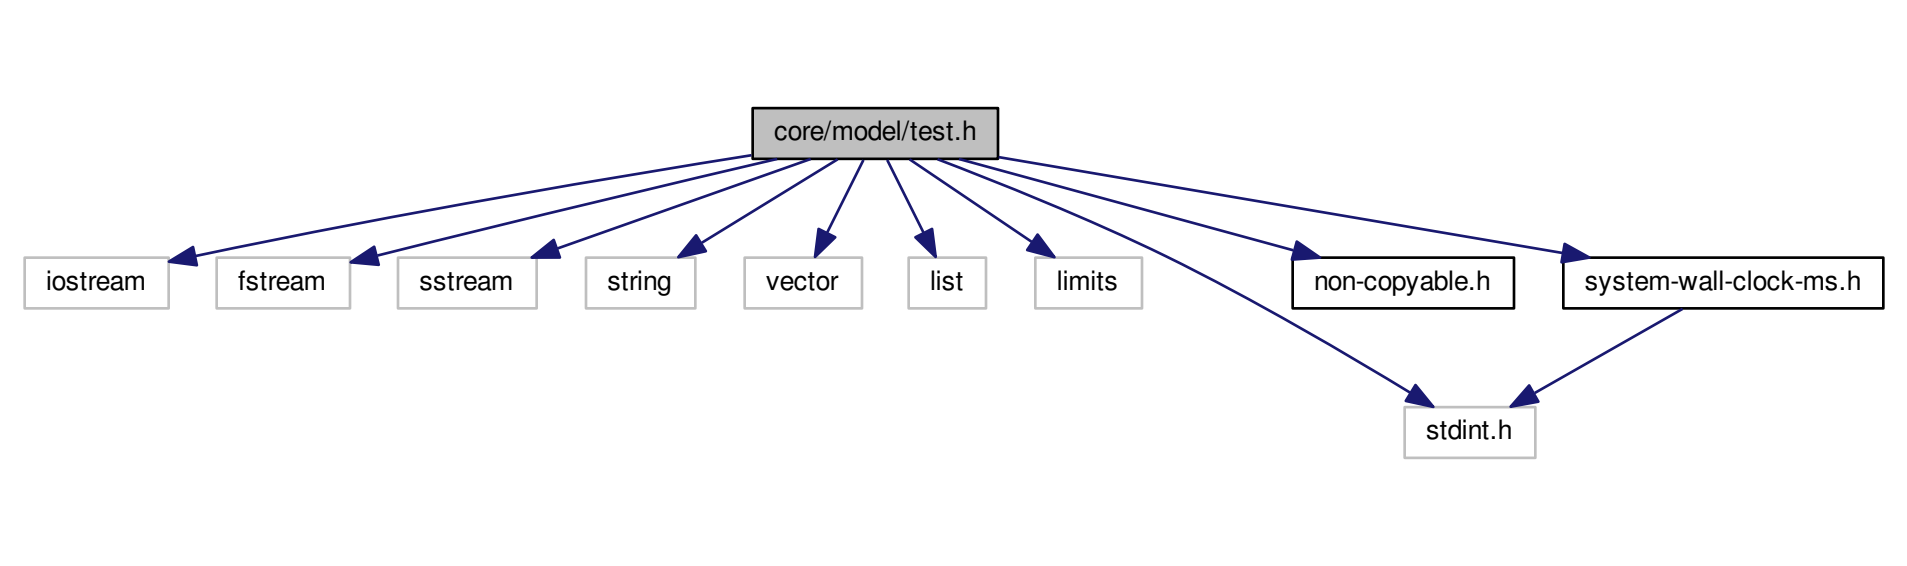 core/model/test.h
iostream
fstream
sstream
string
vector
list
limits
non-copyable.h
system-wall-clock-ms.h
stdint.h